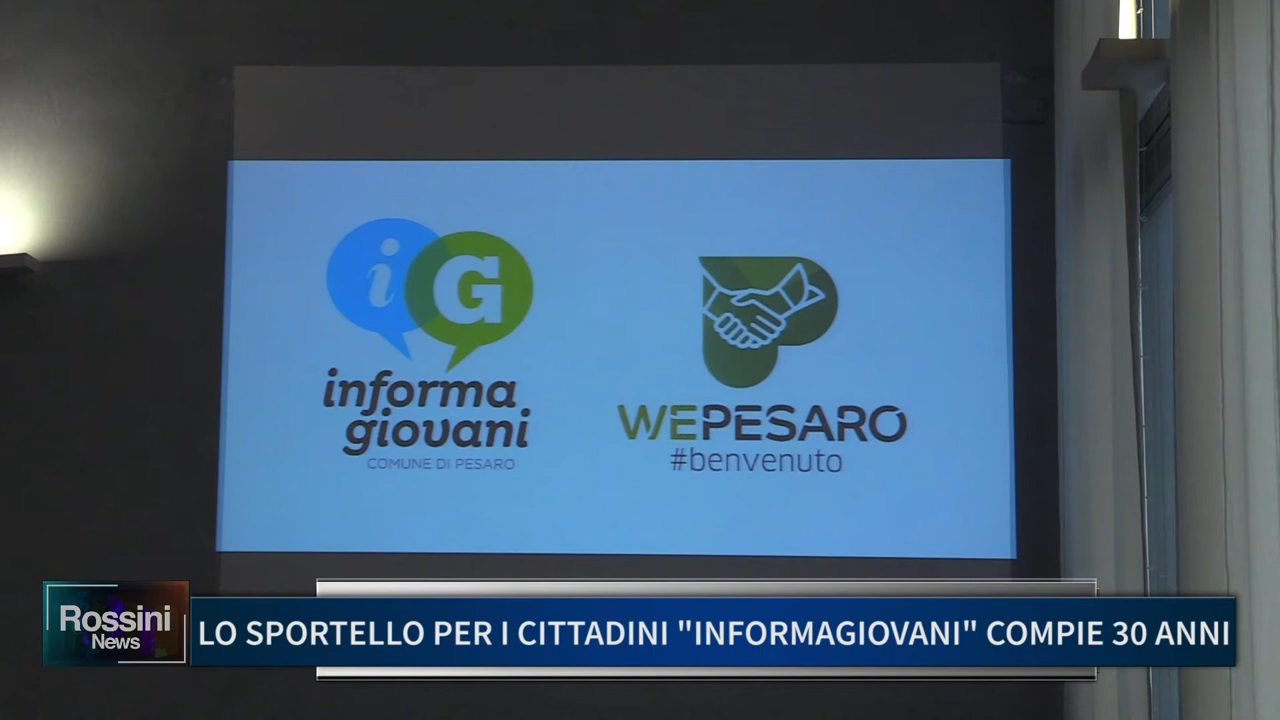 iG
informa
giovani
COMUNE DI PESARO
WEPESARO
#benvenuto
Rossini
News
LO SPORTELLO PER I CITTADINI "INFORMAGIOVANI" COMPIE 30 ANNI